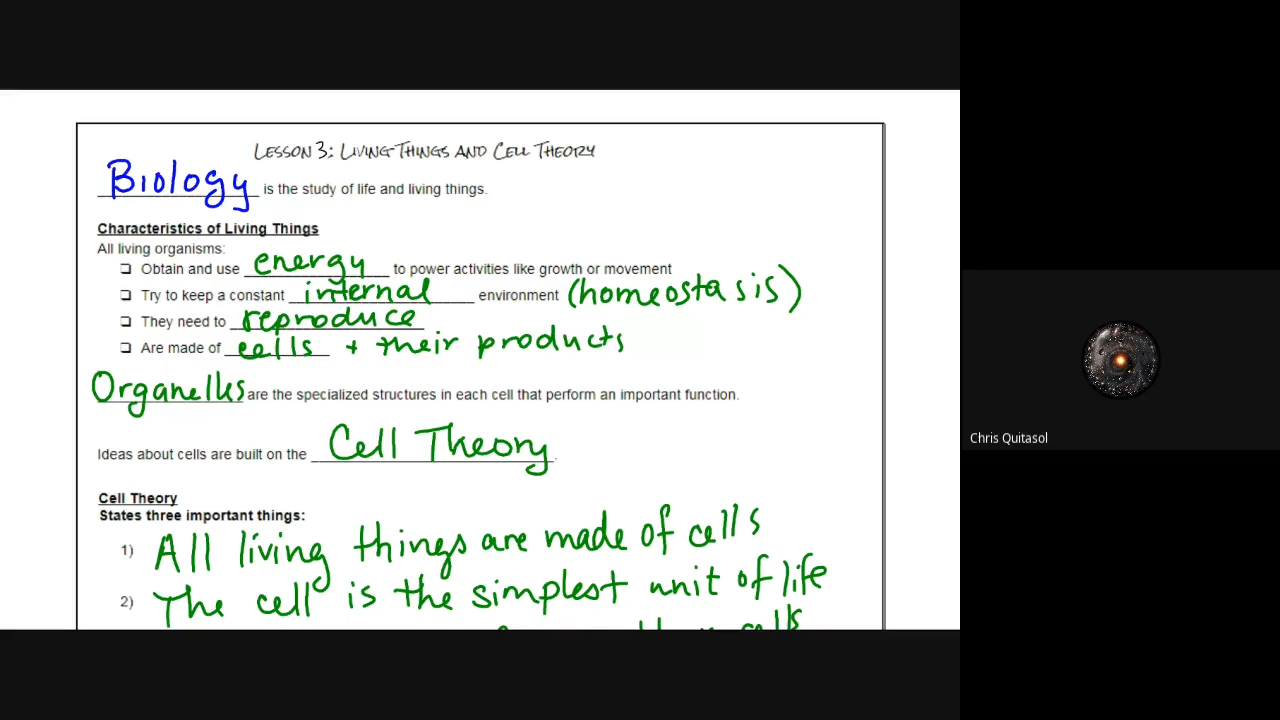 LESSON 3: LIVING THINGS AND CELL THEORY
Biology is the study of life and living things.
Characteristics of Living Things
All living organisms:
❑ Obtain and use energy to power activities like growth or movement
❑ Try to keep a constant internal environment (homeostasis)
❑ They need to reproduce
❑ Are made of cells + their products
Organelles are the specialized structures in each cell that perform an important function.
Ideas about cells are built on the Cell Theory.
Cell Theory
States three important things:
1) All living things are made of cells
2) The cell is the simplest unit of life
cells
Chris Quitasol